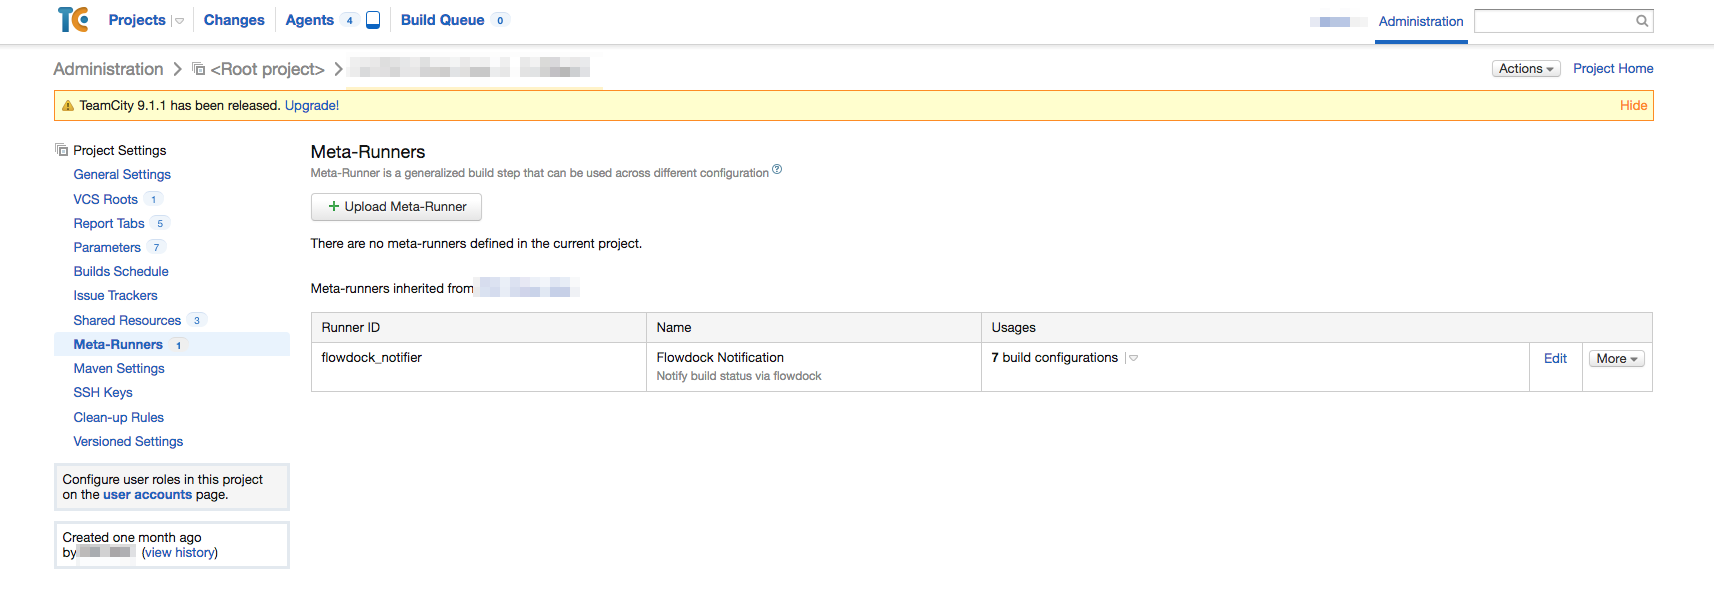 TC Projects Changes Agents 4 Build Queue 0 Administration
Administration <Root project> Actions Project Home
TeamCity 9.1.1 has been released. Upgrade! Hide
Project Settings
General Settings
VCS Roots 1
Report Tabs 5
Parameters 7
Builds Schedule
Issue Trackers
Shared Resources 3
Meta-Runners 1
Maven Settings
SSH Keys
Clean-up Rules
Versioned Settings
Configure user roles in this project
on the user accounts page.
Created one month ago
by (view history)
Meta-Runners
Meta-Runner is a generalized build step that can be used across different configuration ?
+ Upload Meta-Runner
There are no meta-runners defined in the current project.
Meta-runners inherited from
Runner ID Name Usages
flowdock_notifier Flowdock Notification 7 build configurations Edit More
Notify build status via flowdock